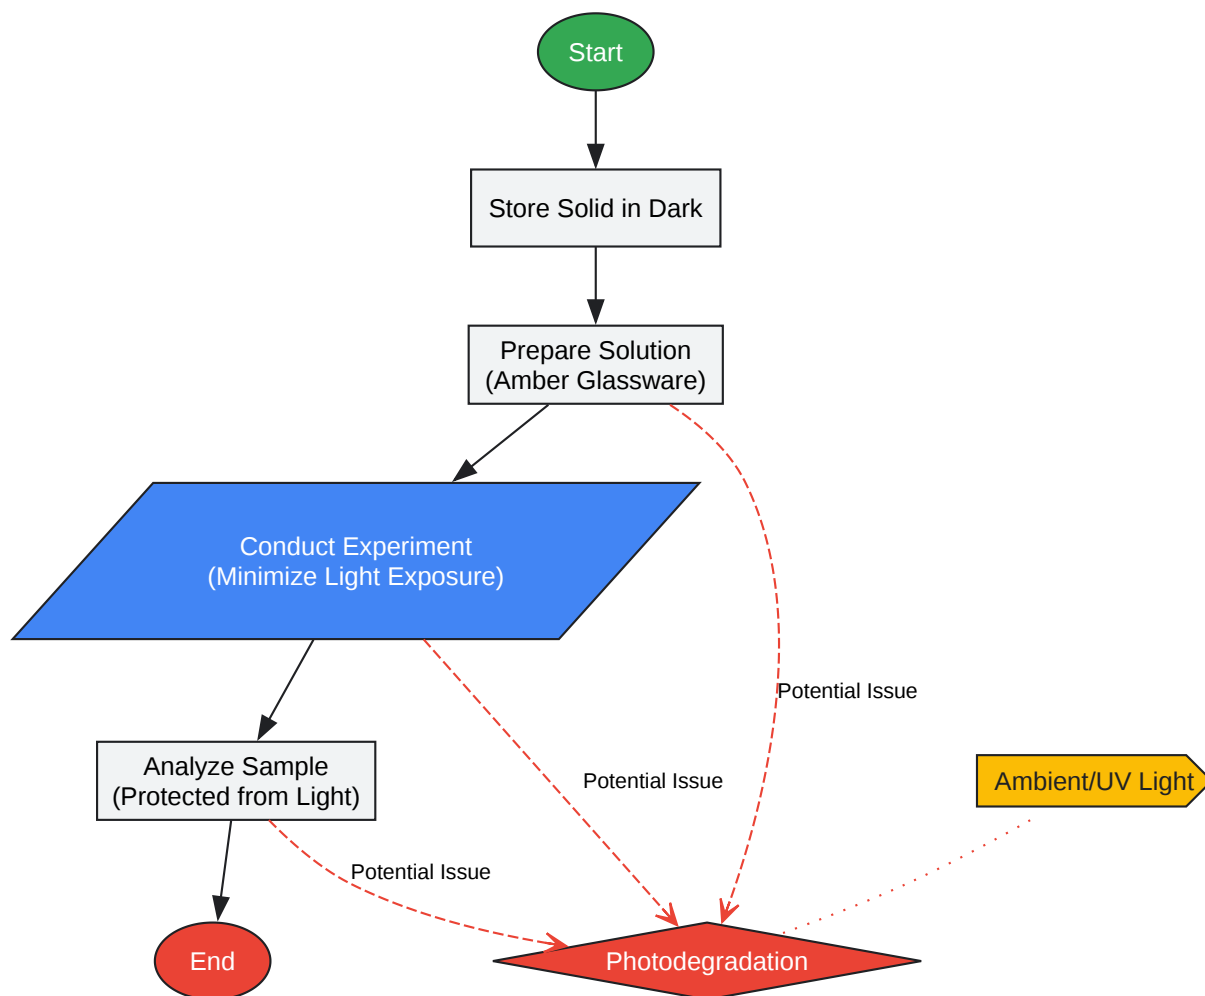 Start
Store Solid in Dark
Prepare Solution
(Amber Glassware)
Conduct Experiment
(Minimize Light Exposure)
Potential Issue
Analyze Sample
(Protected from Light)
Potential Issue
Ambient/UV Light
Potential Issue
End
Photodegradation